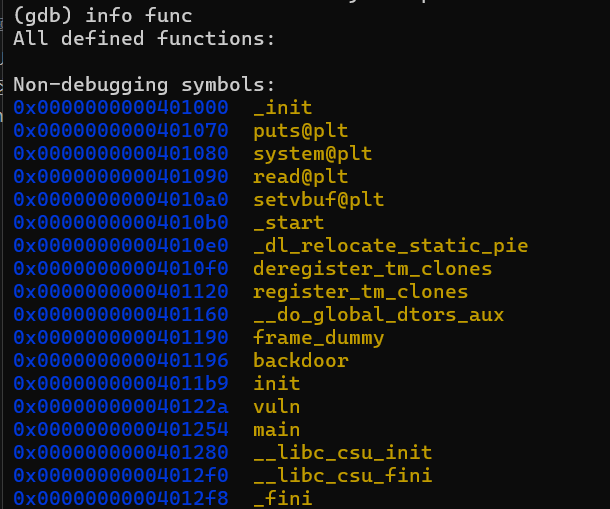 (gdb) info func
All defined functions:
Non-debugging symbols:
0x0000000000401000 _init
0x0000000000401070 puts@plt
0x0000000000401080 system@plt
0x0000000000401090 read@plt
0x00000000004010a0 setvbuf@plt
0x00000000004010b0 _start
0x00000000004010e0 _dl_relocate_static_pie
0x00000000004010f0 deregister_tm_clones
0x0000000000401120 register_tm_clones
0x0000000000401160 __do_global_dtors_aux
0x0000000000401190 frame_dummy
0x0000000000401196 backdoor
0x00000000004011b9 init
0x000000000040122a vuln
0x0000000000401254 main
0x0000000000401280 __libc_csu_init
0x00000000004012f0 __libc_csu_fini
0x00000000004012f8 _fini